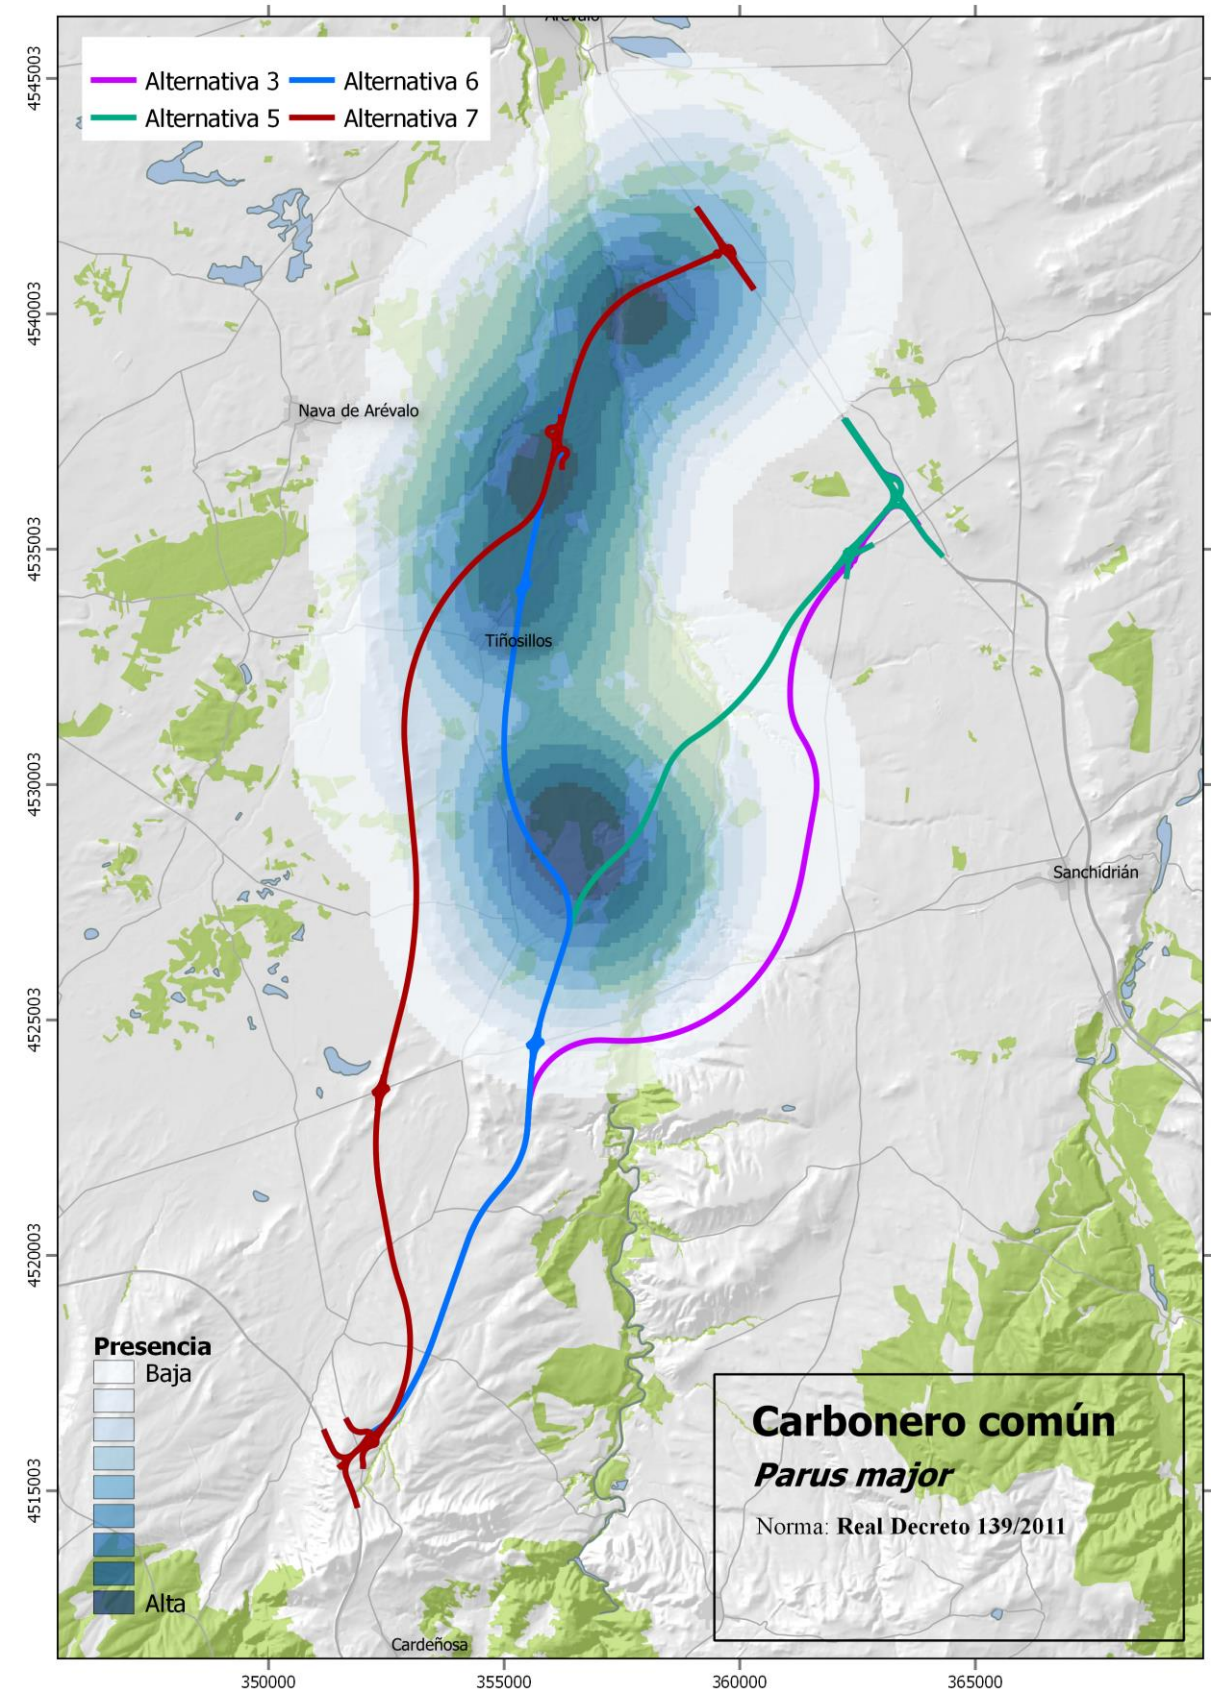 Arévalo
Alternativa 3
Alternativa 6
Alternativa 5
Alternativa 7
4545003
4540003
4535003
4530003
4525003
4520003
4515003
Nava de Arévalo
Tiñosillos
Sanchidrián
Cardeñosa
Presencia
Baja
Alta
Carbonero común
Parus major
Norma: Real Decreto 139/2011
350000
355000
360000
365000